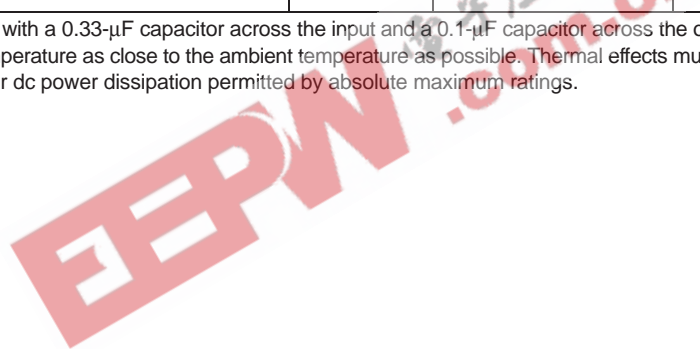 with a 0.33-μF capacitor across the input and a 0.1-μF capacitor across the
perature as close to the ambient temperature as possible. Thermal effects mu
r dc power dissipation permitted by absolute maximum ratings.
EEPW
.com.c